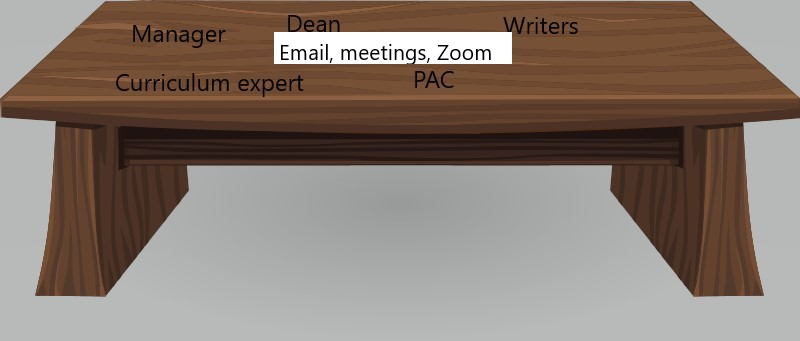 Manager
Dean
Writers
Email, meetings, Zoom
Curriculum expert
PAC